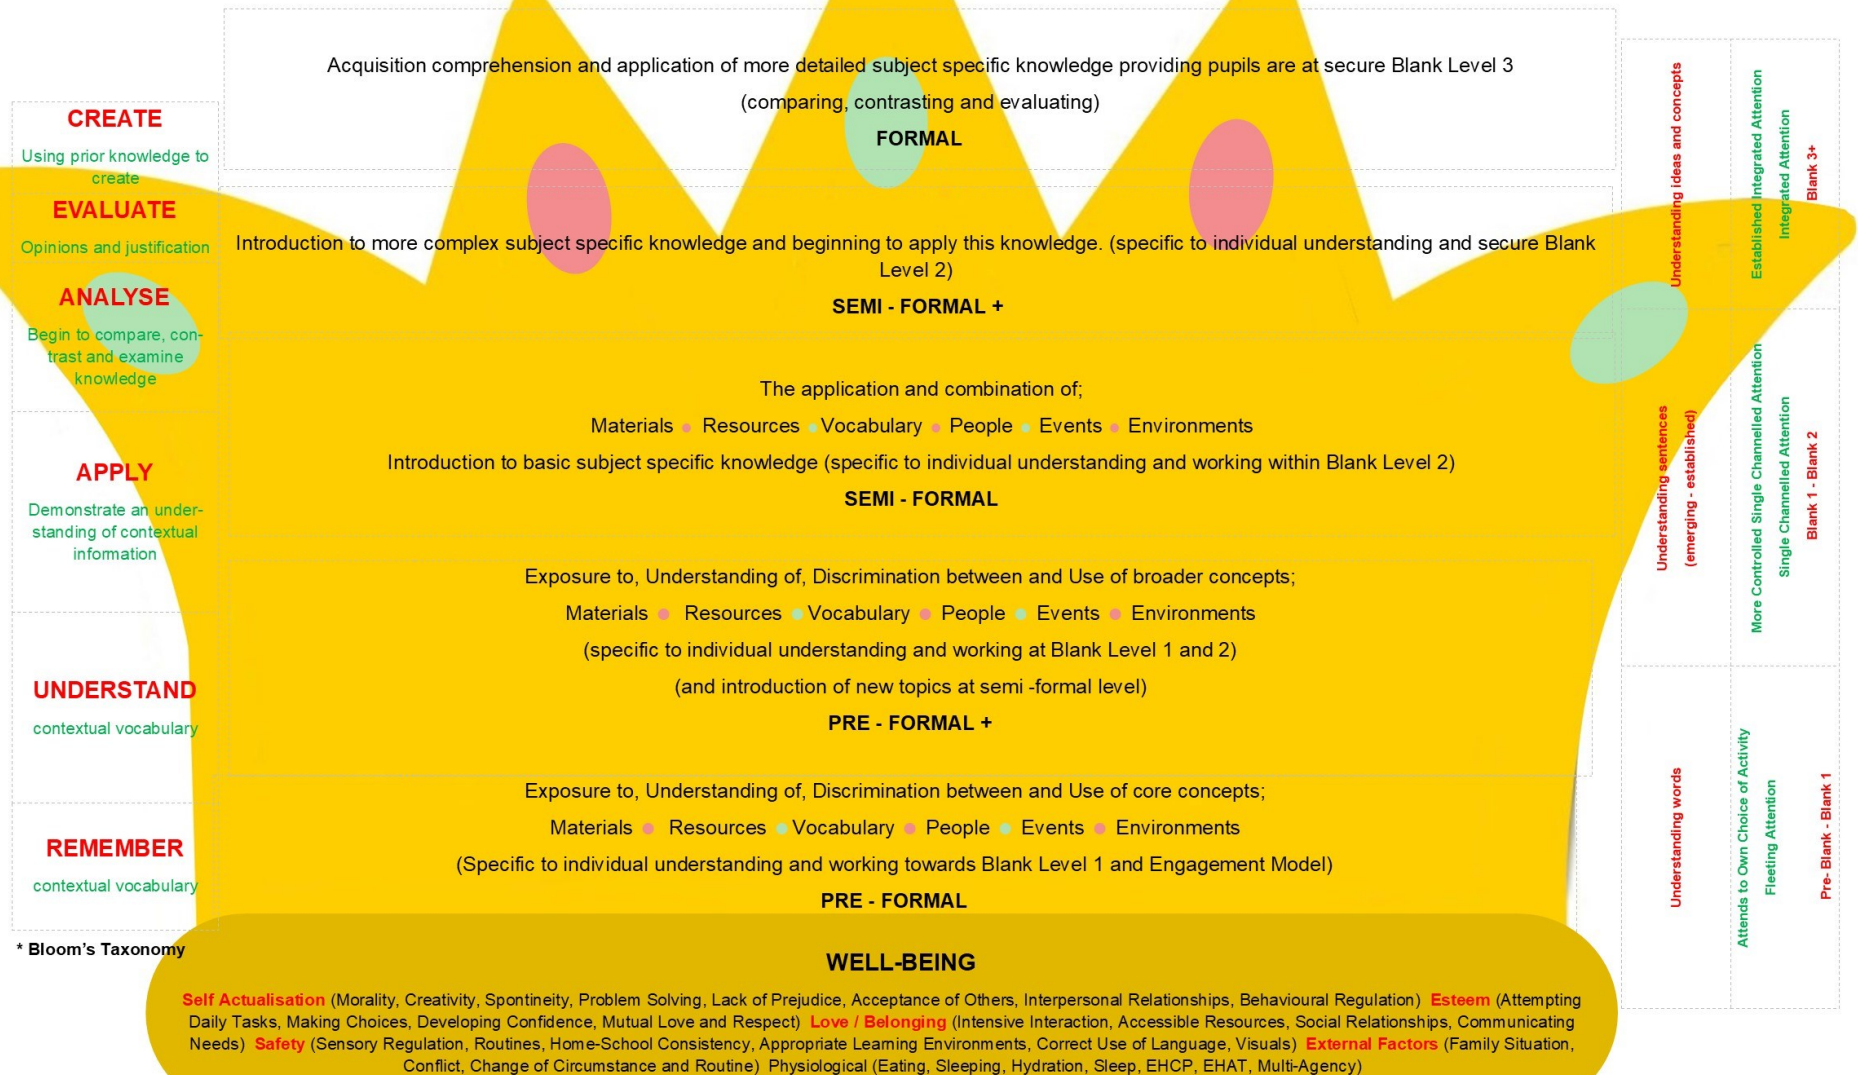 Acquisition comprehension and application of more detailed subject specific knowledge providing pupils are at secure Blank Level 3
(comparing, contrasting and evaluating)
FORMAL
Introduction to more complex subject specific knowledge and beginning to apply this knowledge. (specific to individual understanding and secure Blank
Level 2)
SEMI - FORMAL +
The application and combination of;
Materials • Resources • Vocabulary • People • Events • Environments
Introduction to basic subject specific knowledge (specific to individual understanding and working within Blank Level 2)
SEMI - FORMAL
Exposure to, Understanding of, Discrimination between and Use of broader concepts;
Materials • Resources • Vocabulary • People • Events • Environments
(specific to individual understanding and working at Blank Level 1 and 2)
(and introduction of new topics at semi -formal level)
PRE - FORMAL +
Exposure to, Understanding of, Discrimination between and Use of core concepts;
Materials • Resources • Vocabulary • People • Events • Environments
(Specific to individual understanding and working towards Blank Level 1 and Engagement Model)
PRE - FORMAL
CREATE
Using prior knowledge to
create
EVALUATE
Opinions and justification
ANALYSE
Begin to compare, con-
trast and examine
knowledge
APPLY
Demonstrate an under-
standing of contextual
information
UNDERSTAND
contextual vocabulary
REMEMBER
contextual vocabulary
* Bloom's Taxonomy
Understanding ideas and concepts
Established Integrated Attention
Integrated Attention
Blank 3+
Understanding sentences
(emerging - established)
More Controlled Single Channelled Attention
Single Channelled Attention
Blank 1 - Blank 2
Understanding words
Attends to Own Choice of Activity
Fleeting Attention
Pre- Blank - Blank 1
WELL-BEING
Self Actualisation (Morality, Creativity, Spontineity, Problem Solving, Lack of Prejudice, Acceptance of Others, Interpersonal Relationships, Behavioural Regulation) Esteem (Attempting
Daily Tasks, Making Choices, Developing Confidence, Mutual Love and Respect) Love / Belonging (Intensive Interaction, Accessible Resources, Social Relationships, Communicating
Needs) Safety (Sensory Regulation, Routines, Home-School Consistency, Appropriate Learning Environments, Correct Use of Language, Visuals) External Factors (Family Situation,
Conflict, Change of Circumstance and Routine) Physiological (Eating, Sleeping, Hydration, Sleep, EHCP, EHAT, Multi-Agency)